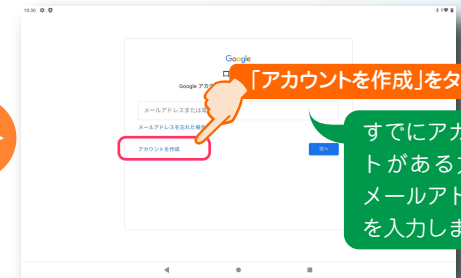 10:30
Google
Google アカ
「アカウントを作成」をタ
メールアドレスまたは電
メールアドレスを忘れた場合
アカウントを作成
次へ
すでにアカ
トがある方
メールアド
を入力しま